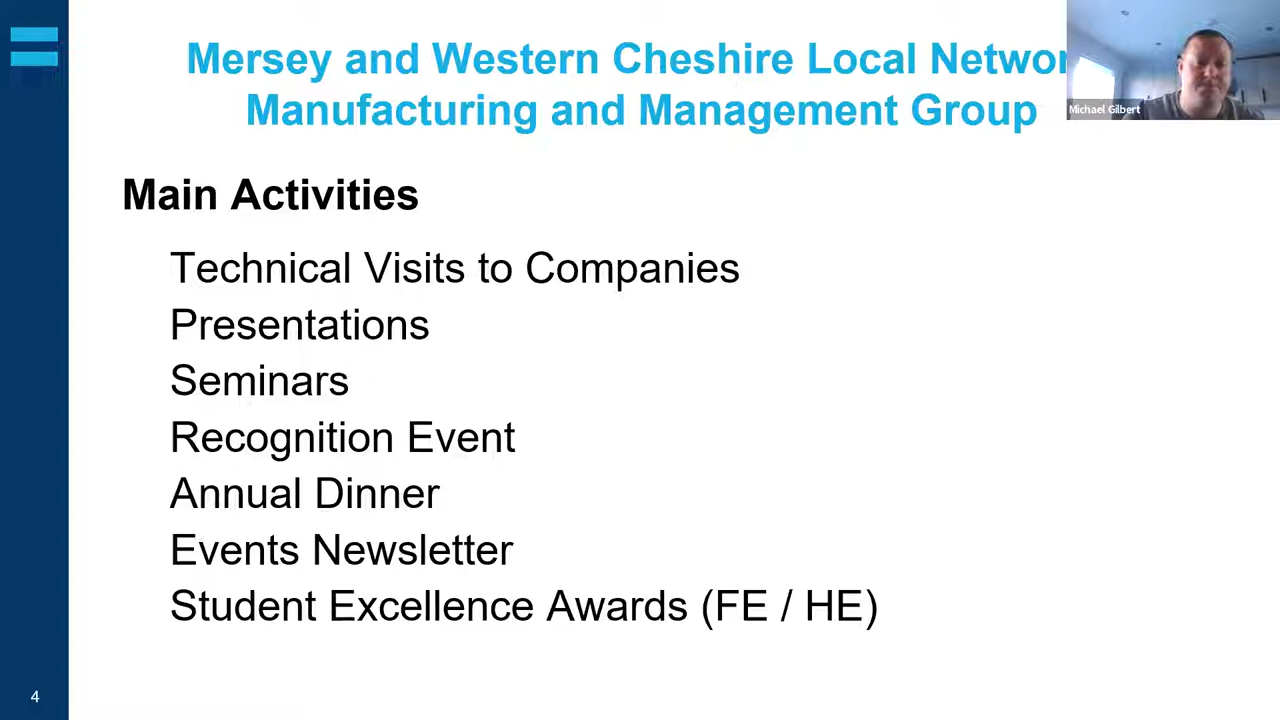 Mersey and Western Cheshire Local Networ
Manufacturing and Management Group
Michael Gilbert
Main Activities
Technical Visits to Companies
Presentations
Seminars
Recognition Event
Annual Dinner
Events Newsletter
Student Excellence Awards (FE / HE)
4